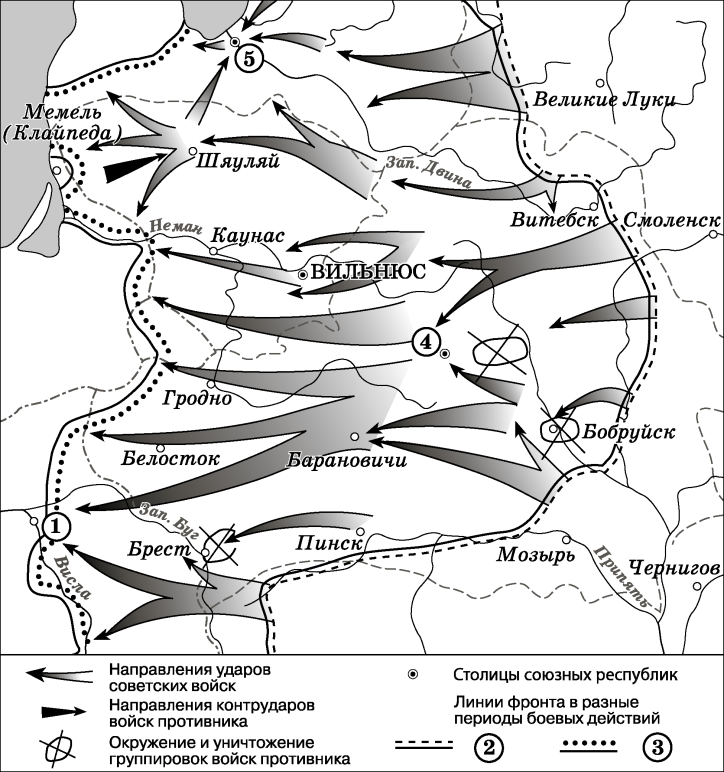 5
Великие Луки
Мемель
(Клайпеда)
Шяуляй
Зап. Двина
Витебск
Смоленск
Неман
Каунас
ВИЛЬНЮС
4
Гродно
Бобруйск
Белосток
Барановичи
1
Зап. Буг
Брест
Пинск
Мозырь
Висла
Припять
Чернигов
Направления ударов
советских войск
Направления контрударов
войск противника
Окружение и уничтожение
группировок войск противника
Столицы союзных республик
Линии фронта в разные
периоды боевых действий
2
3